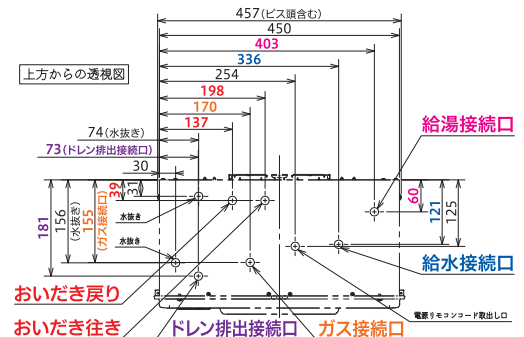 457(ビス頭含む)
450
403
336
254
198
170
137
上方からの透視図
74(水抜き)
73(ドレン排出接続口)
30
給湯接続口
39
31
181
156
(水抜き)
155
(ガス接続口)
水抜き
水抜き
60
121
125
給水接続口
おいだき戻り
おいだき往き
ドレン排出接続口
ガス接続口
電源リモコンコード取出し口